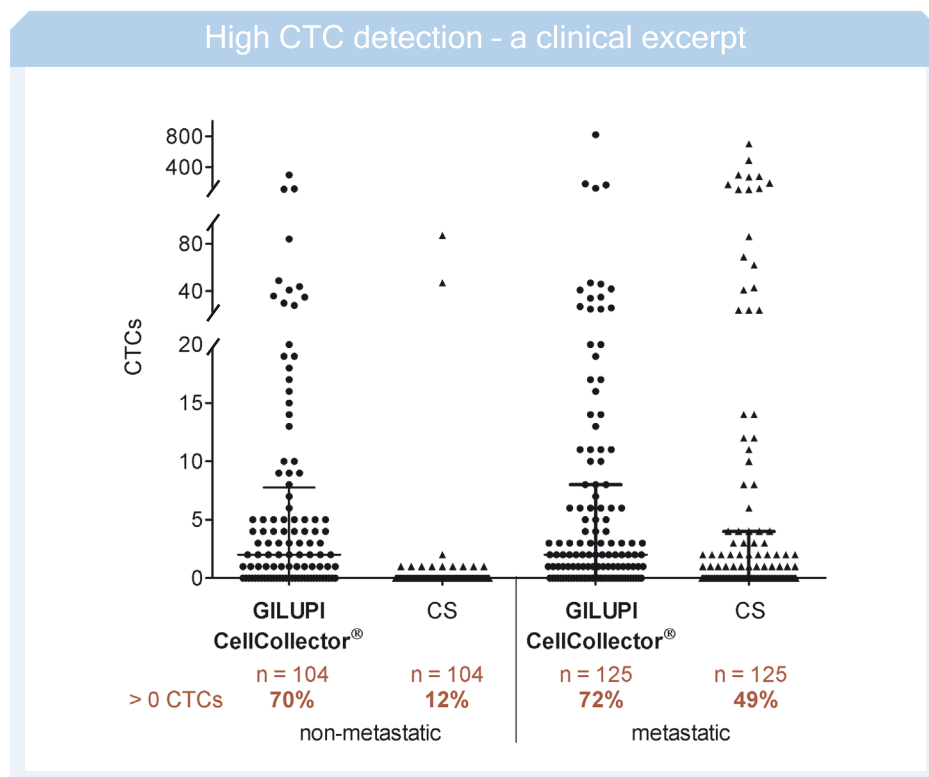 High CTC detection - a clinical excerpt
800
400
80
40
20
15
10
5
0
CTCs
GILUPI CS GILUPI CS
CellCollector® CellCollector®
n = 104 n = 104 n = 125 n = 125
> 0 CTCs 70% 12% 72% 49%
non-metastatic metastatic